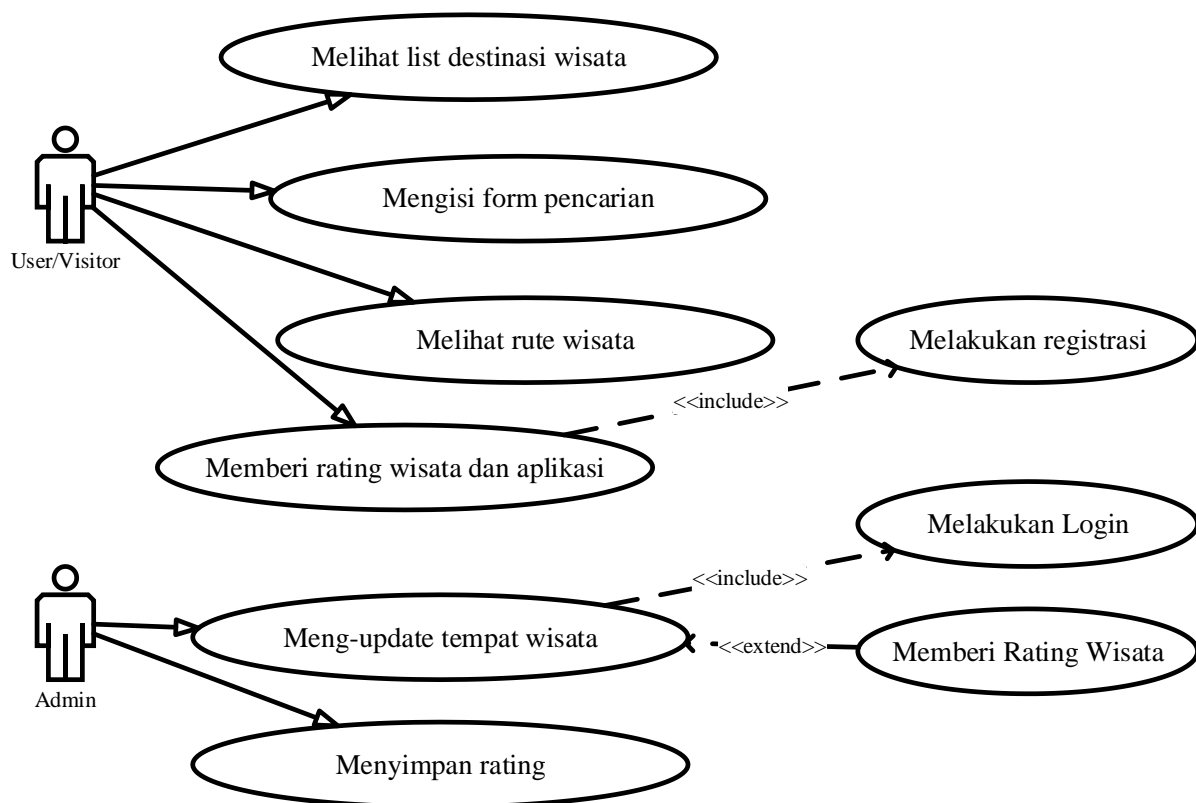 Melihat list destinasi wisata
Mengisi form pencarian
User/Visitor
Melihat rute wisata
Melakukan registrasi
<<include>>
Memberi rating wisata dan aplikasi
Melakukan Login
<<include>>
Meng-update tempat wisata
<<extend>>
Memberi Rating Wisata
Admin
Menyimpan rating